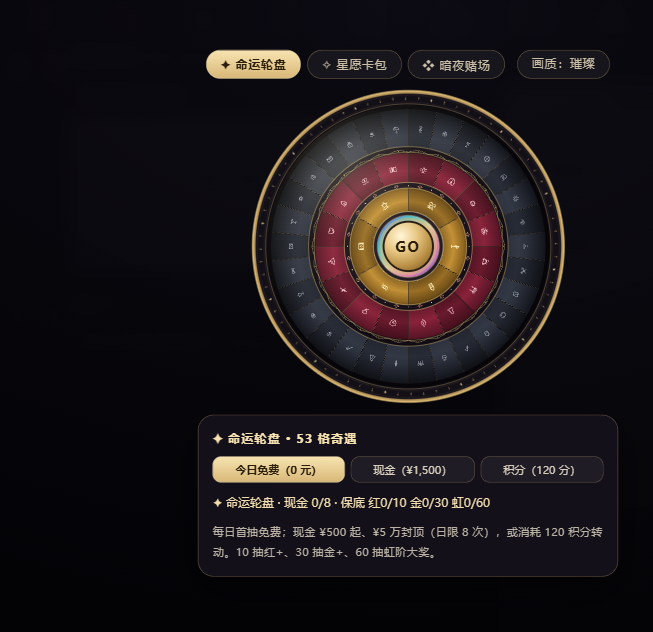 ✦ 命运轮盘
✧ 星愿卡包
❖ 暗夜赌场
画质：璀璨
GO
✦ 命运轮盘 · 53 格奇遇
今日免费（0 元）
现金（¥1,500）
积分（120 分）
✦ 命运轮盘 · 现金 0/8 · 保底 红0/10 金0/30 虹0/60
每日首抽免费；现金 ¥500 起、¥5 万封顶（日限 8 次），或消耗 120 积分转
动。10 抽红+、30 抽金+、60 抽虹阶大奖。